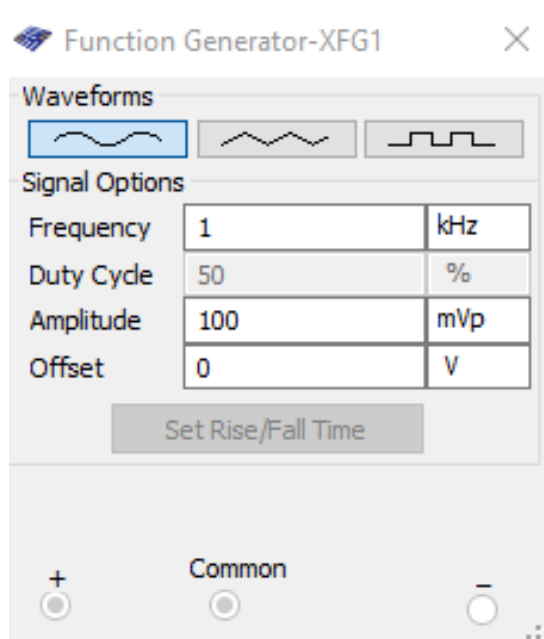 Function Generator-XFG1
Waveforms
Signal Options
Frequency 1 kHz
Duty Cycle 50 %
Amplitude 100 mVp
Offset 0 V
Set Rise/Fall Time
+ Common −